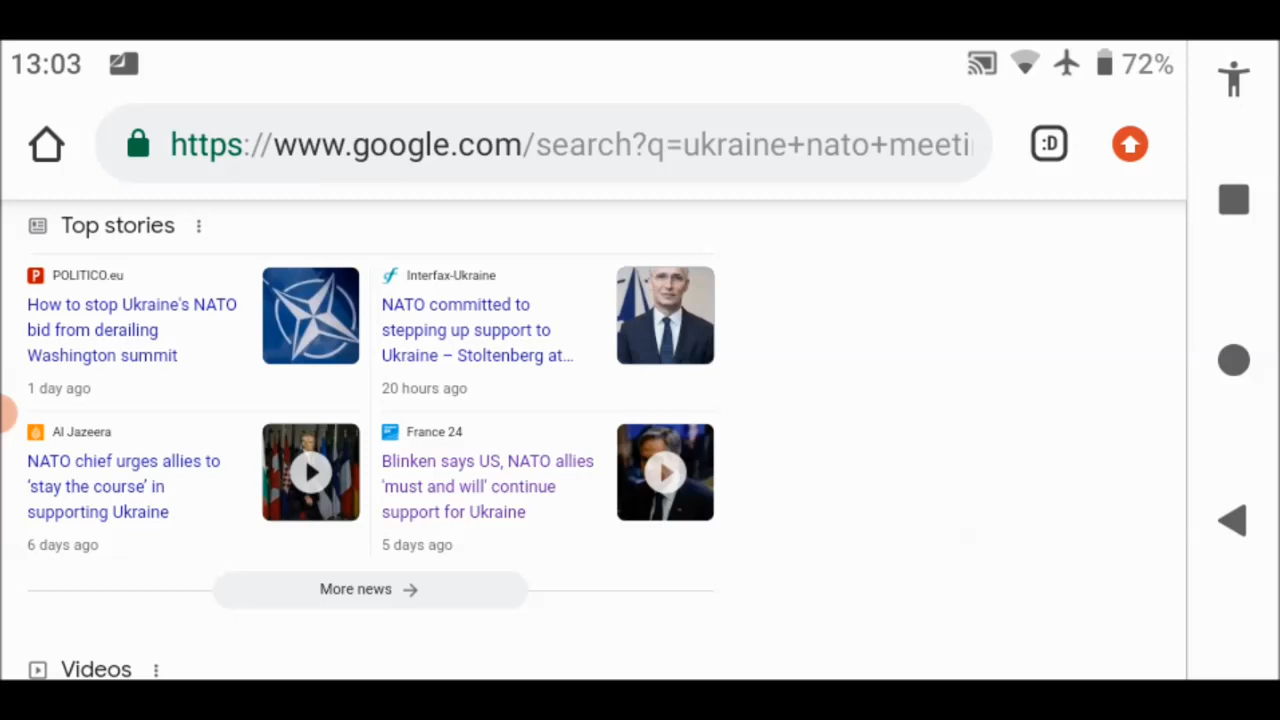 13:03
72%
https://www.google.com/search?q=ukraine+nato+meeti
:D
Top stories
POLITICO.eu
How to stop Ukraine's NATO
bid from derailing
Washington summit
1 day ago
Interfax-Ukraine
NATO committed to
stepping up support to
Ukraine – Stoltenberg at...
20 hours ago
Al Jazeera
NATO chief urges allies to
‘stay the course’ in
supporting Ukraine
6 days ago
France 24
Blinken says US, NATO allies
'must and will' continue
support for Ukraine
5 days ago
More news
Videos